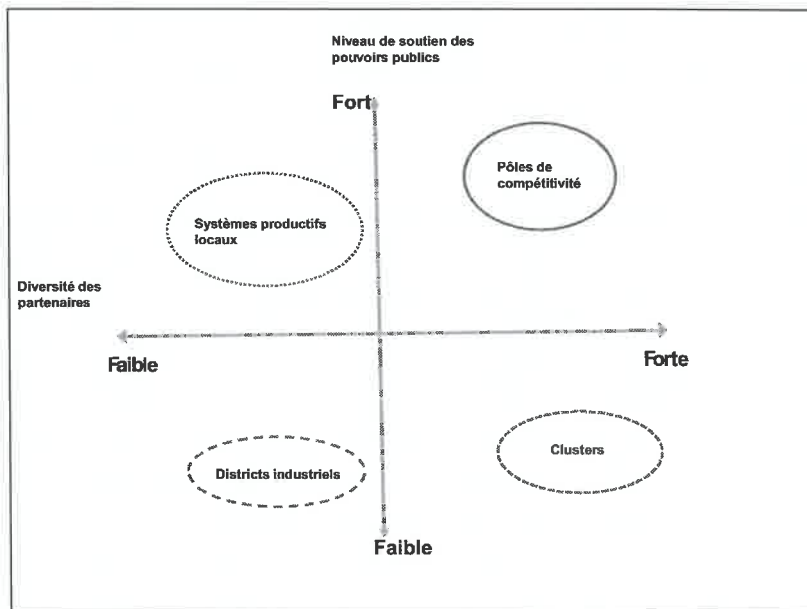 Niveau de soutien des
pouvoirs publics
Fort
Pôles de
compétitivité
Systèmes productifs
locaux
Diversité des
partenaires
Faible
Forte
Districts industriels
Clusters
Faible